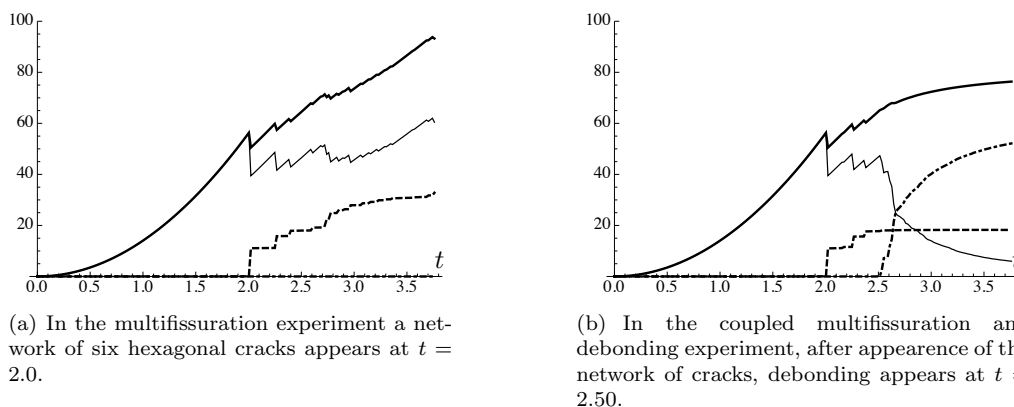 100
80
60
40
20
t
0.0 0.5 1.0 1.5 2.0 2.5 3.0 3.5
(a) In the multifissuration experiment a net-
work of six hexagonal cracks appears at t =
2.0.
100
80
60
40
20
0.0 0.5 1.0 1.5 2.0 2.5 3.0 3.5
(b) In the coupled multifissuration an
debonding experiment, after appearence of th
network of cracks, debonding appears at t =
2.50.